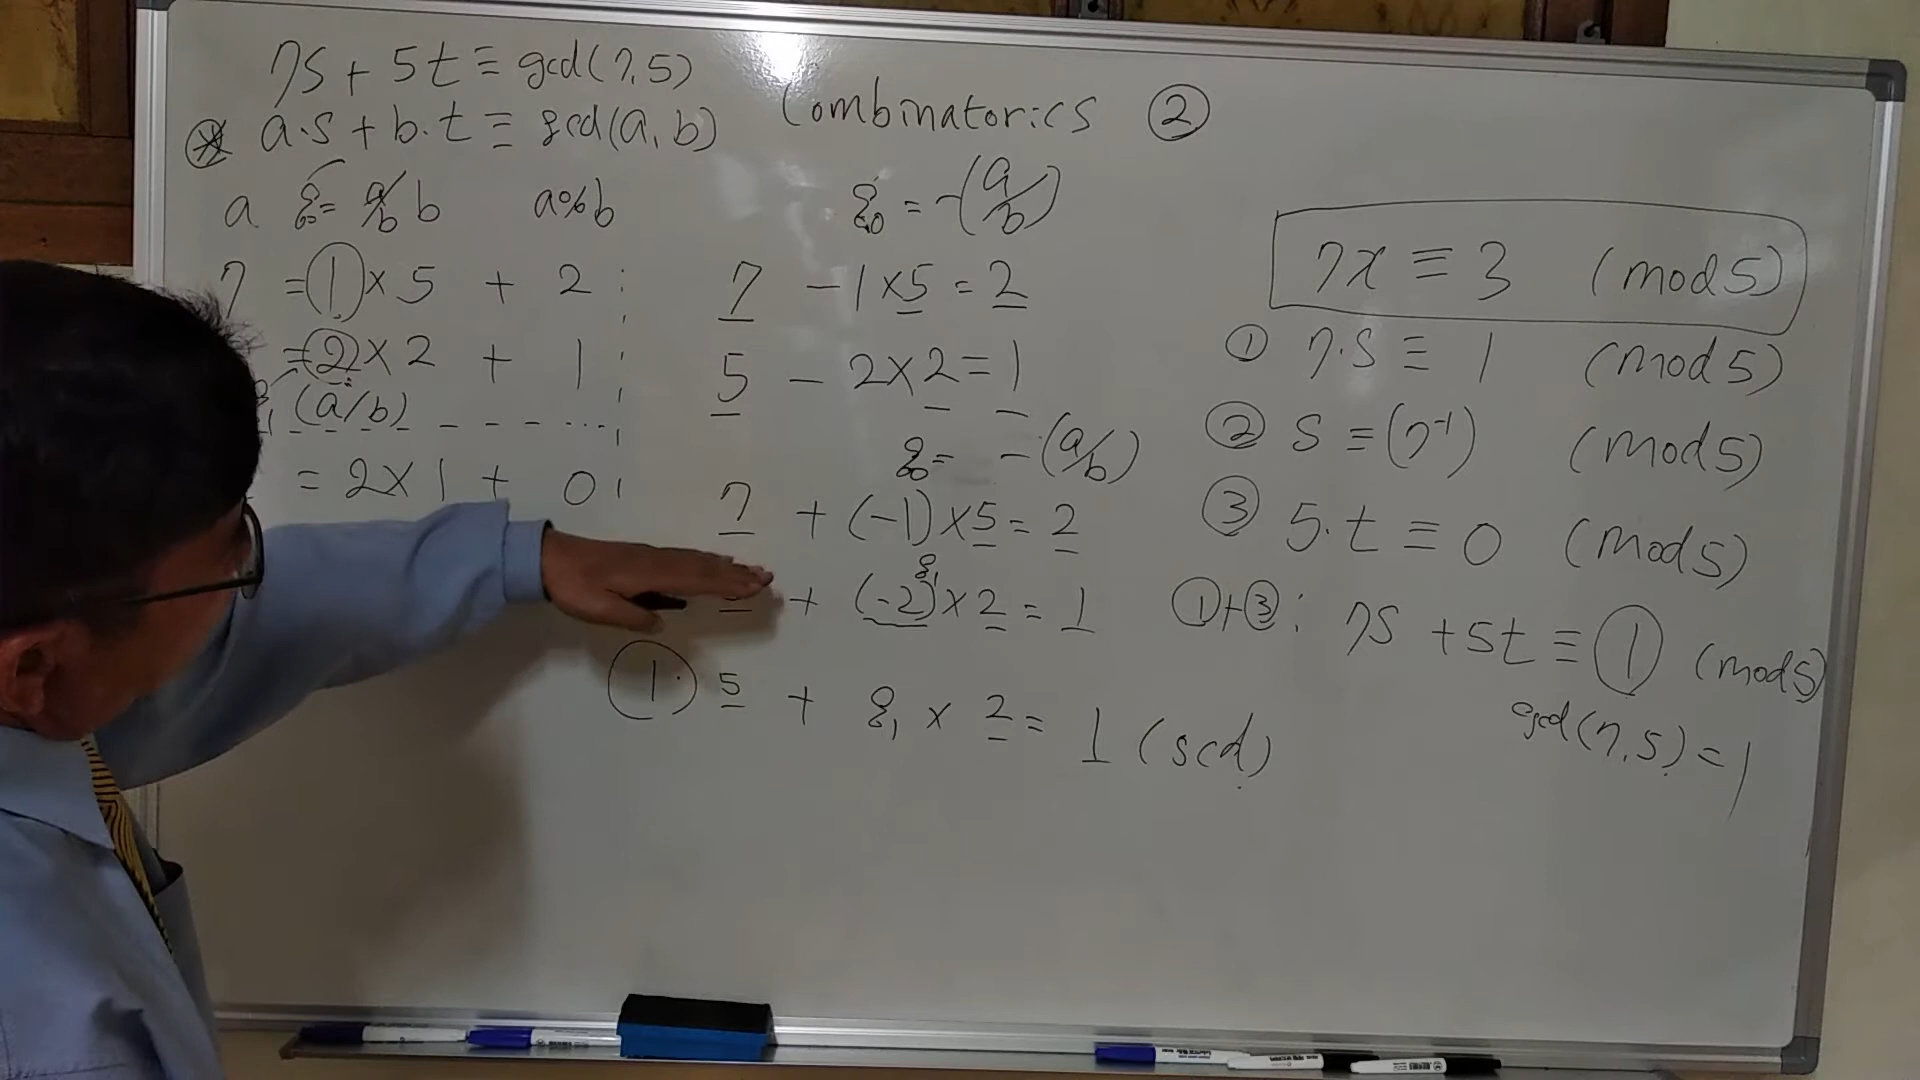 7s + 5t ≡ gcd(7,5)
⊛ a·s + b·t ≡ gcd(a,b)
Combinatorics ②
a q₀= a/b b a%b
7 = 1 × 5 + 2
= 2 × 2 + 1
(a/b)
= 2 × 1 + 0
q₀ = -(a/b)
7 - 1 × 5 = 2
5 - 2 × 2 = 1
q₀ = -(a/b)
7 + (-1) × 5 = 2
q₁
+ (-2) × 2 = 1
① 5 + q₁ × 2 = 1 (gcd)
7x ≡ 3 (mod 5)
① 7·s ≡ 1 (mod 5)
② s ≡ (7⁻¹) (mod 5)
③ 5·t ≡ 0 (mod 5)
①+③: 7s + 5t ≡ 1 (mod 5)
gcd(7,5) = 1